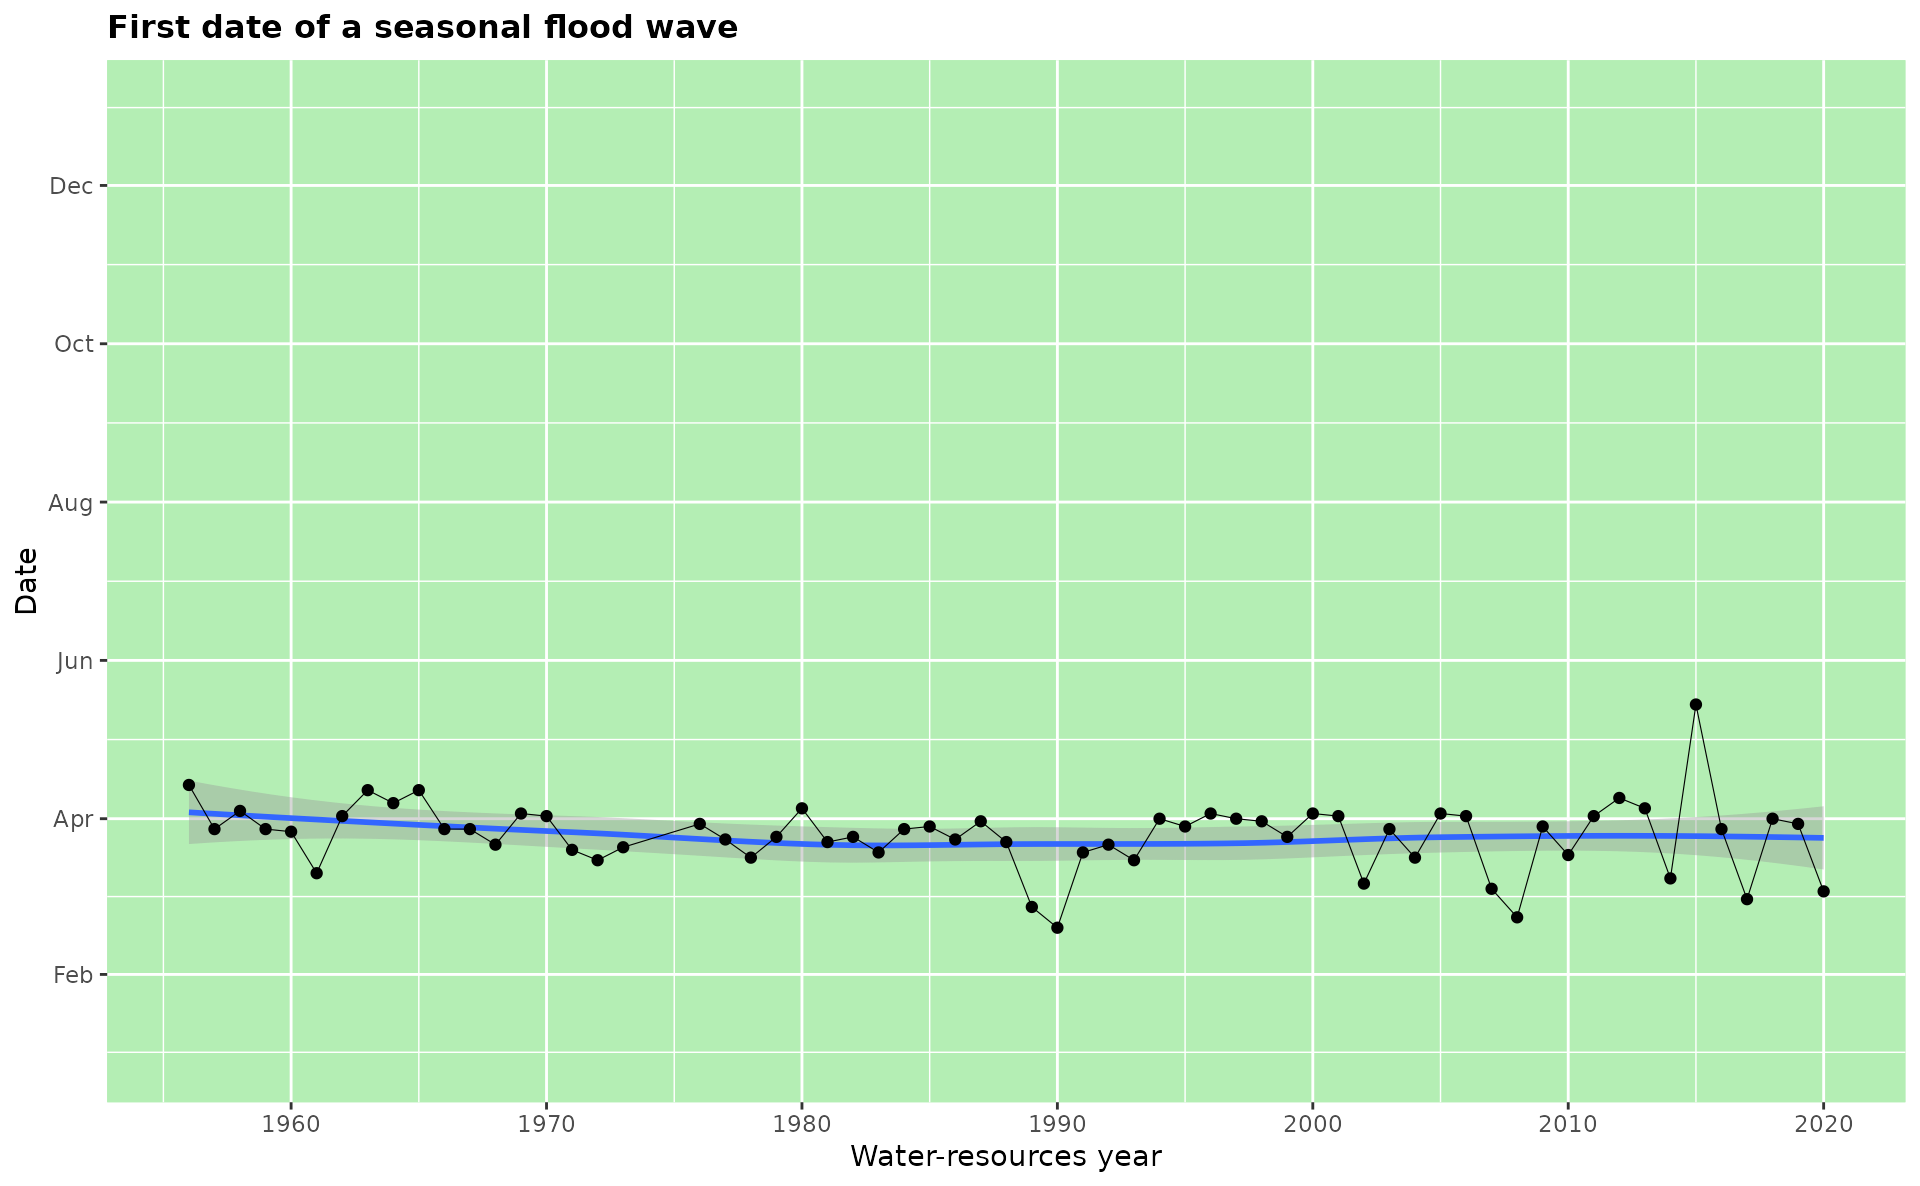 First date of a seasonal flood wave
Date
Dec
Oct
Aug
Jun
Apr
Feb
1960 1970 1980 1990 2000 2010 2020
Water-resources year